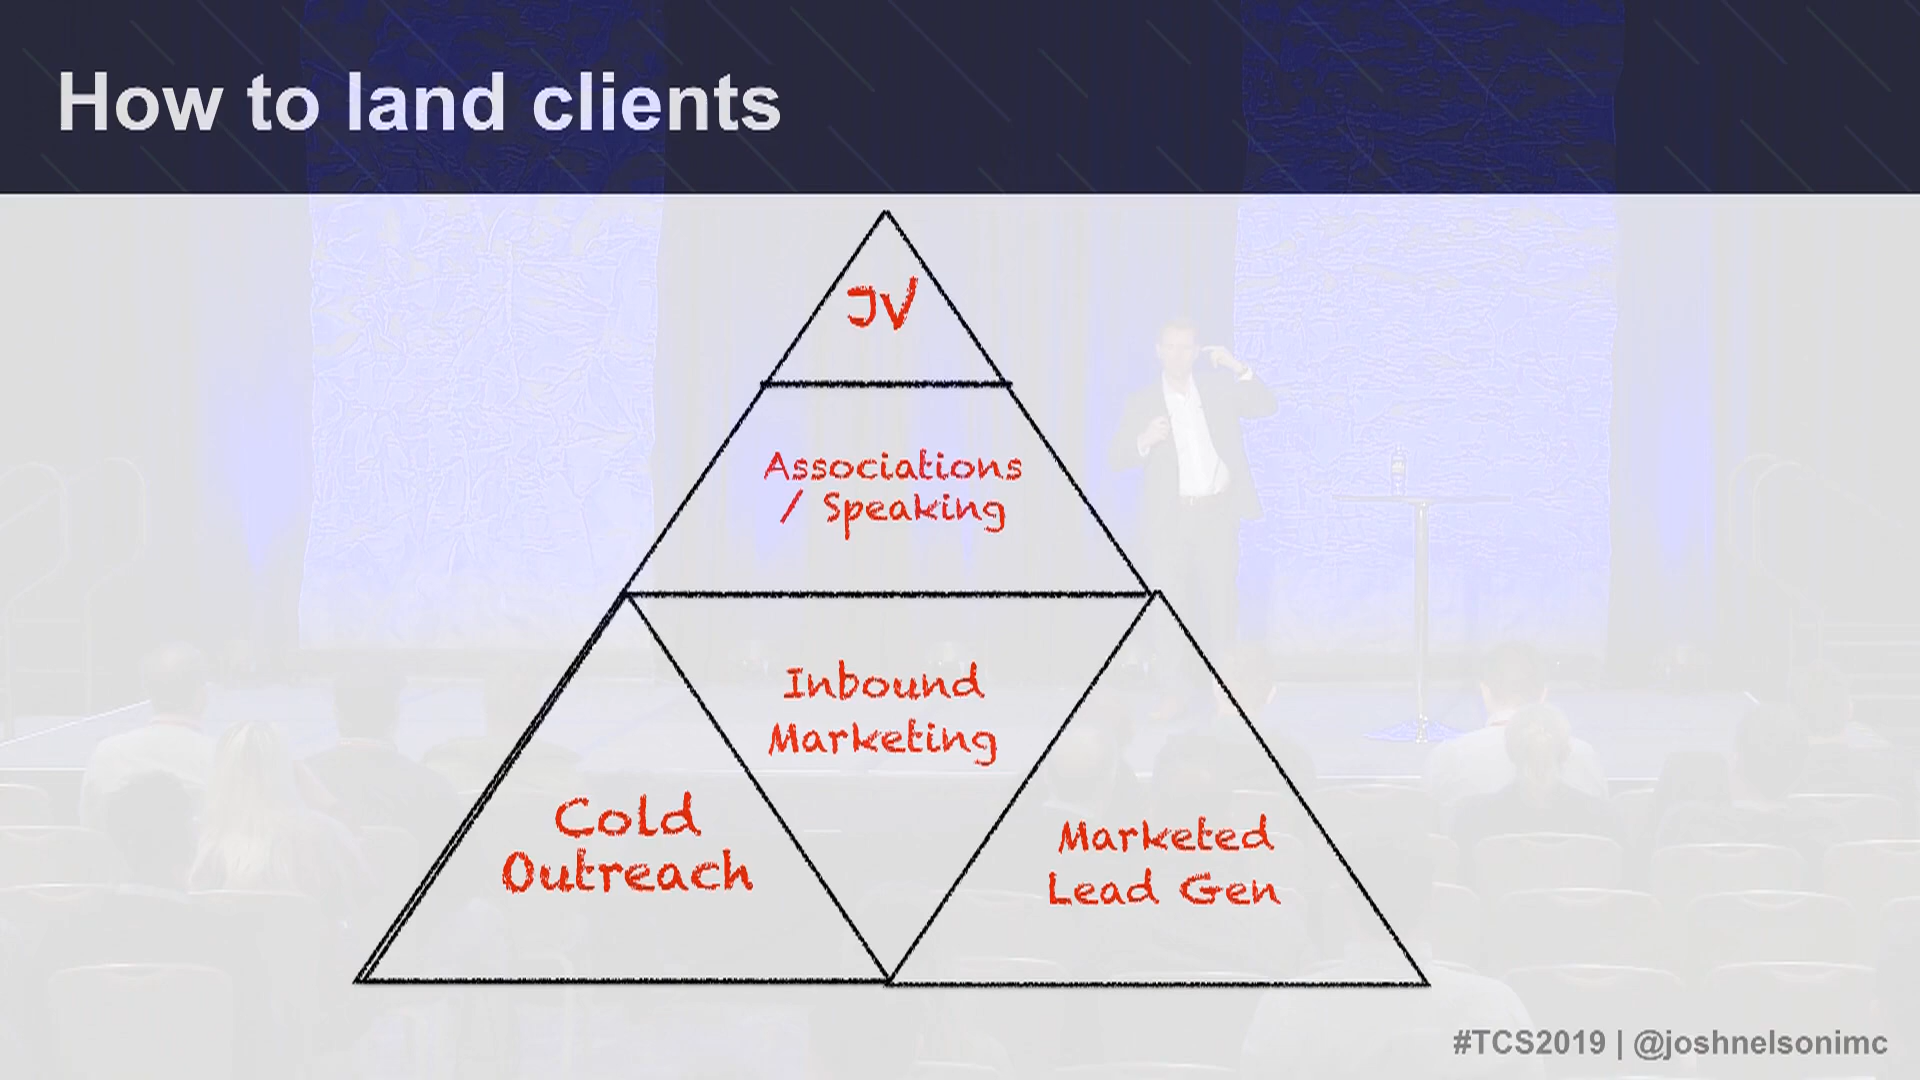 How to land clients
JV
Associations
/ Speaking
Inbound
Marketing
Cold
Outreach
Marketed
Lead Gen
#TCS2019 | @joshnelsonimc